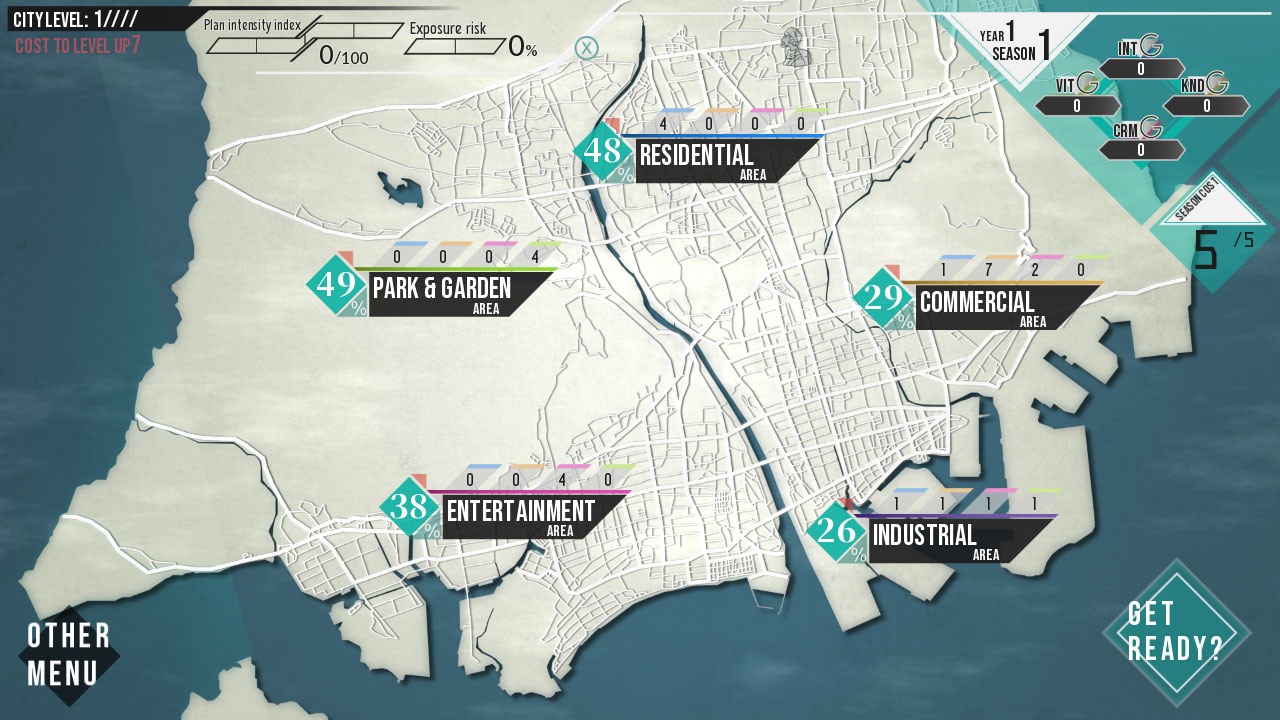 CITY LEVEL: 1////
COST TO LEVEL UP 7
Plan intensity index
0/100
Exposure risk
0%
X
YEAR 1
SEASON 1
INT G
0
VIT G
0
KND G
0
CRM G
0
SEASON COST
5 /5
4 0 0 0
48%
RESIDENTIAL
AREA
0 0 0 4
49%
PARK & GARDEN
AREA
1 7 2 0
29%
COMMERCIAL
AREA
0 0 4 0
38%
ENTERTAINMENT
AREA
1 1 1 1
26%
INDUSTRIAL
AREA
OTHER
MENU
GET
READY?